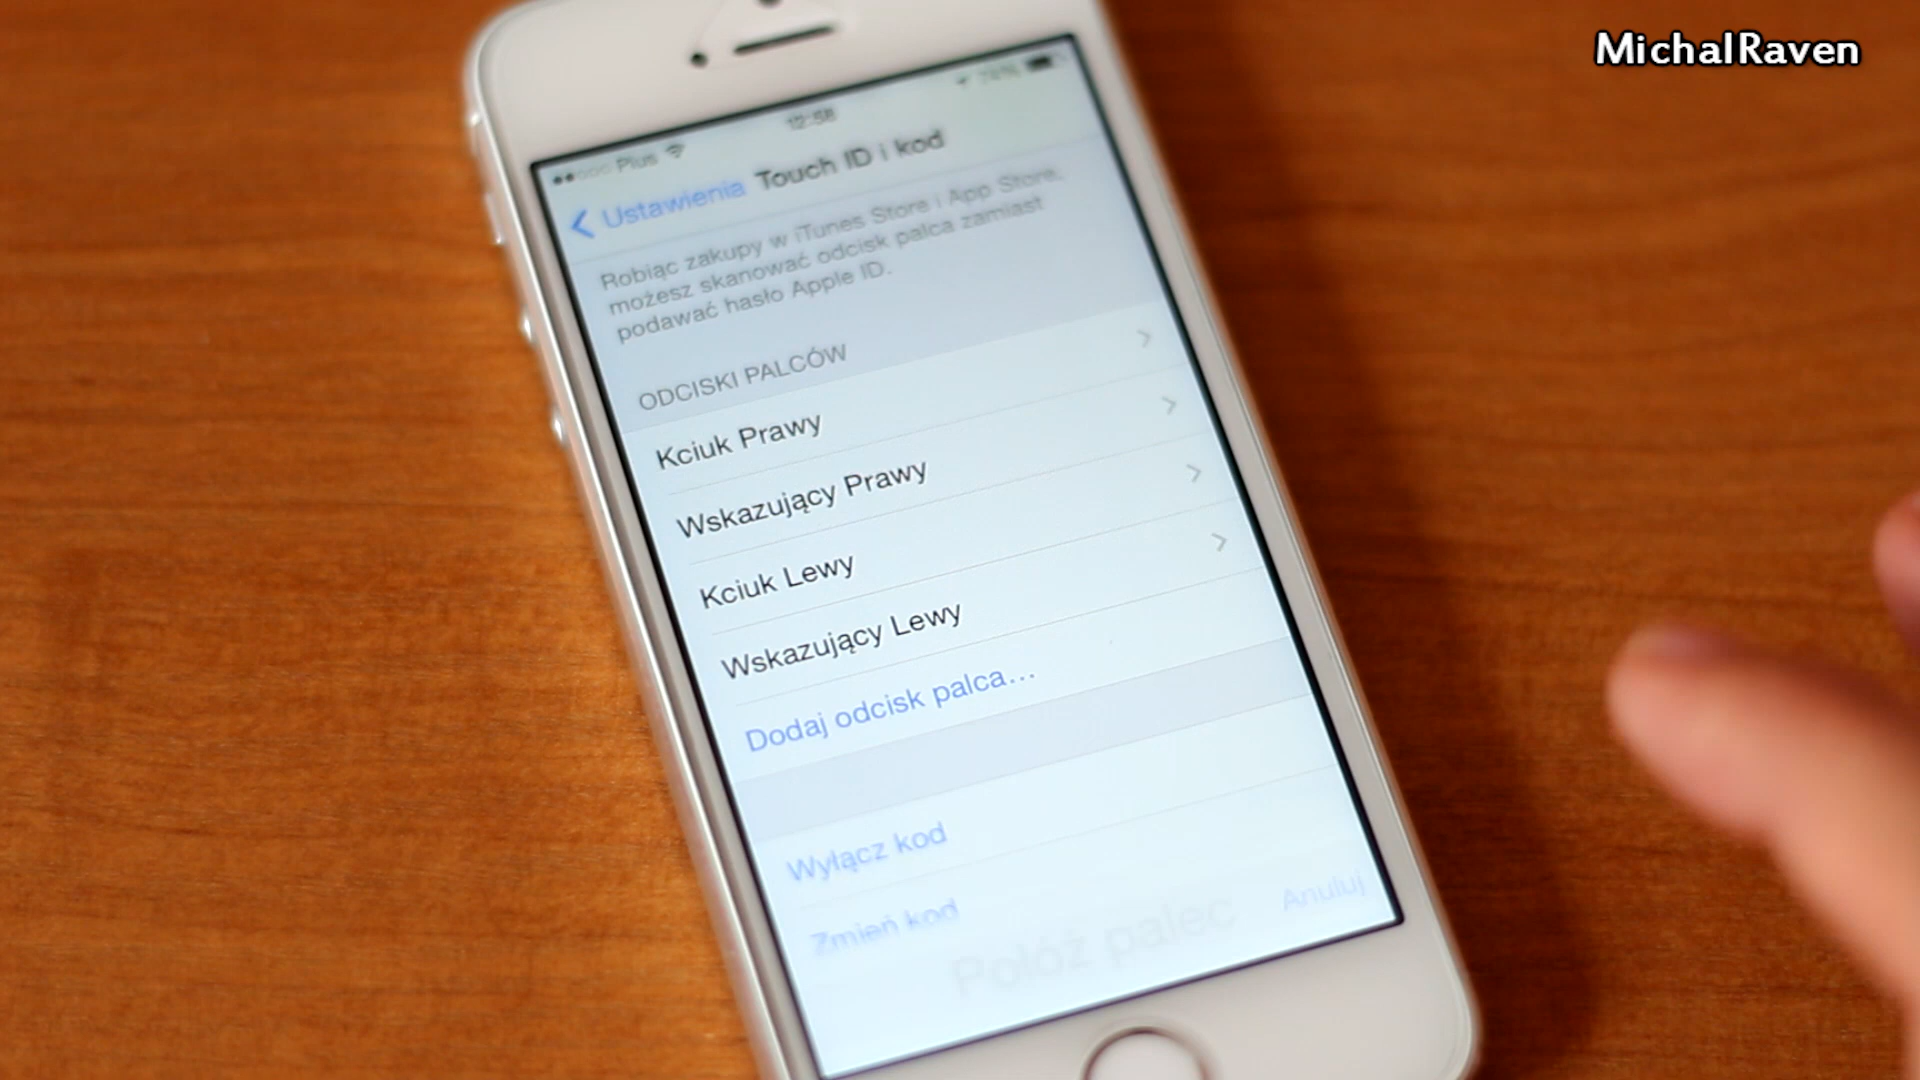 MichalRaven
12:58
Plus
Ustawienia Touch ID i kod
Robiąc zakupy w iTunes Store i App Store,
możesz skanować odcisk palca zamiast
podawać hasło Apple ID.
ODCISKI PALCÓW
Kciuk Prawy
Wskazujący Prawy
Kciuk Lewy
Wskazujący Lewy
Dodaj odcisk palca...
Wyłącz kod
Zmień kod
Połóż palec
Anuluj